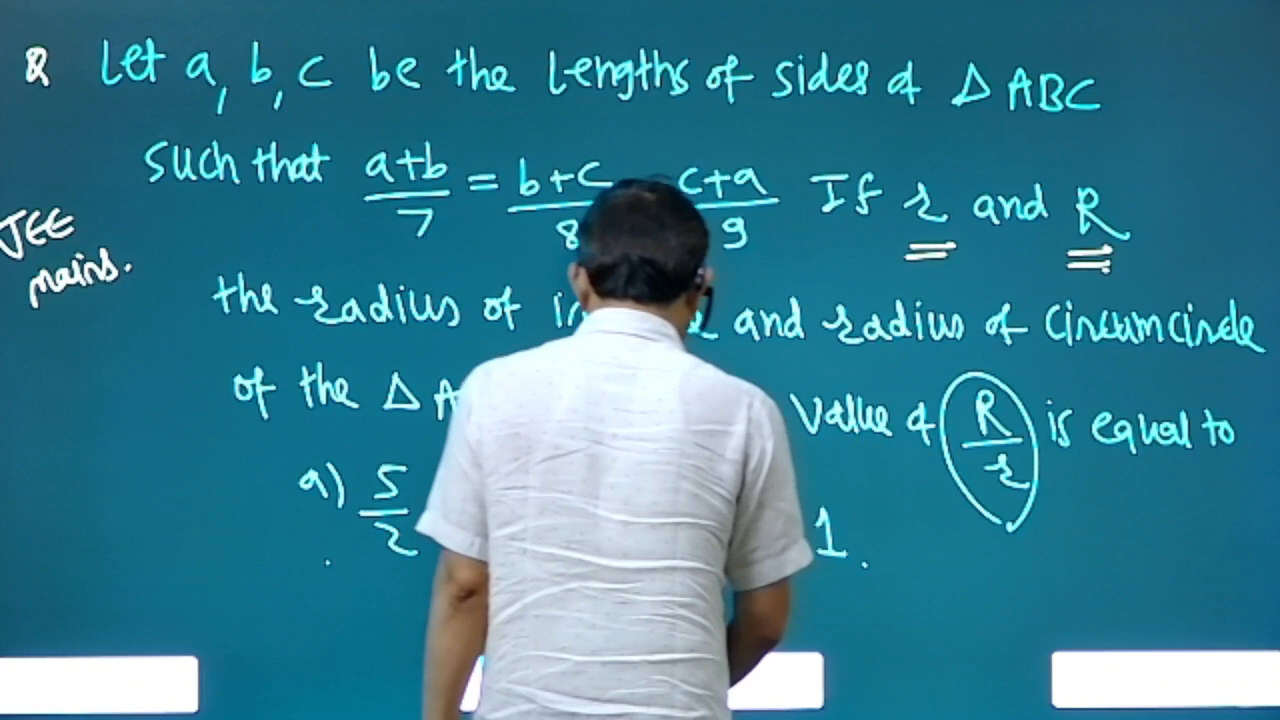 Q Let a, b, c be the lengths of sides of △ ABC
such that a+b/7 = b+c/8 c+a/9 If r and R
JEE mains.
the radius of and radius of circumcircle
of the △ Value of R/r is equal to
a) 5/2 1.